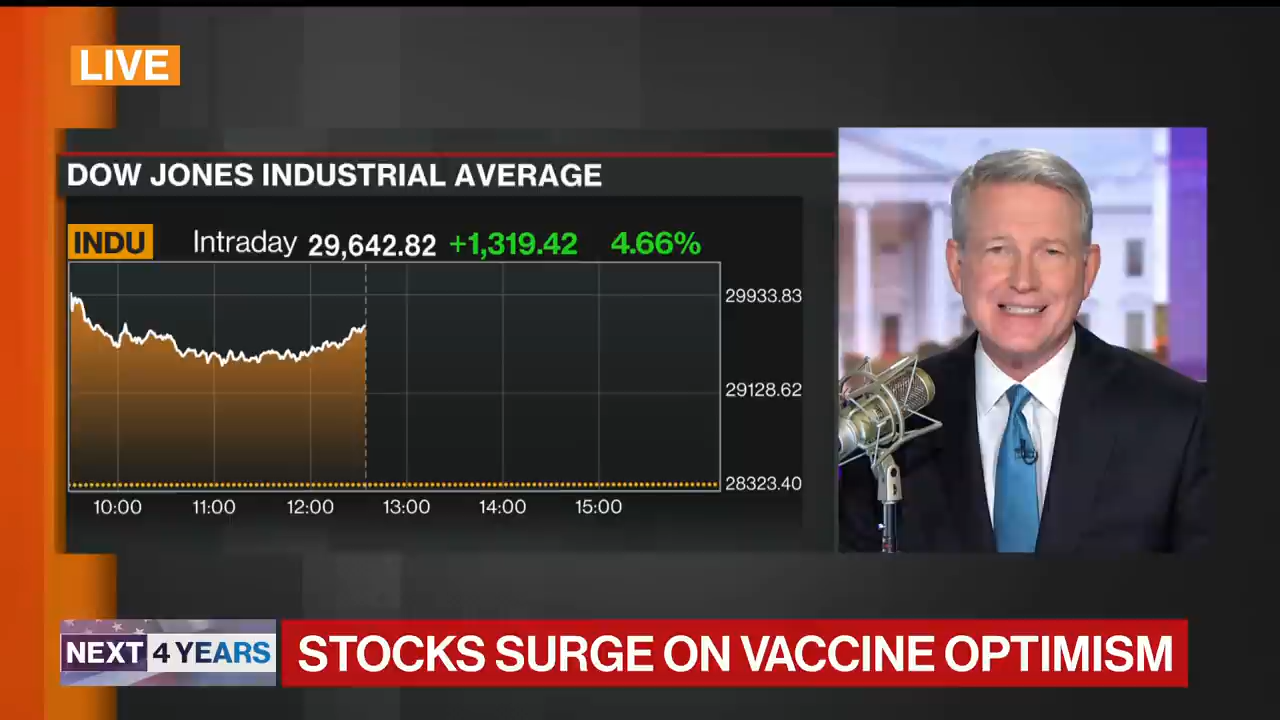 LIVE
DOW JONES INDUSTRIAL AVERAGE
INDU Intraday 29,642.82 +1,319.42 4.66%
29933.83
29128.62
28323.40
10:00 11:00 12:00 13:00 14:00 15:00
NEXT 4 YEARS
STOCKS SURGE ON VACCINE OPTIMISM